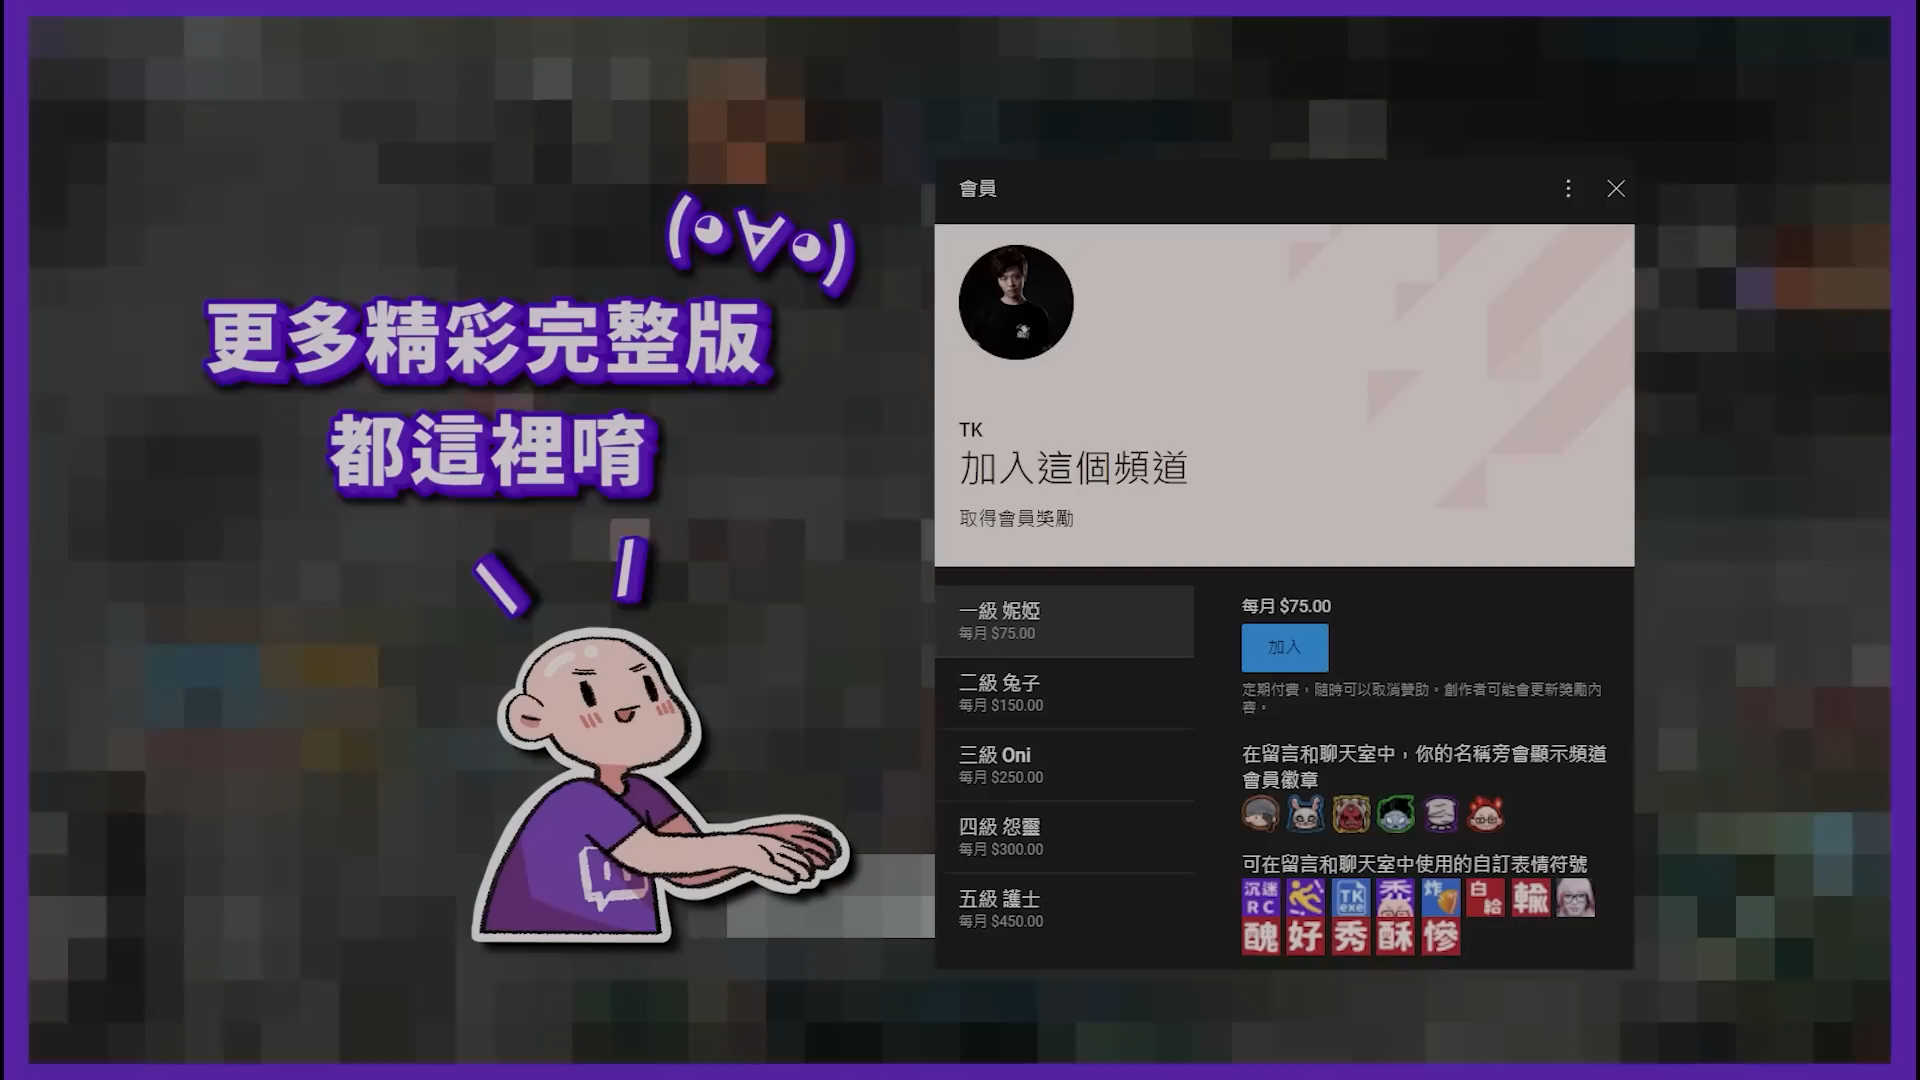 (◕∀◕)
更多精彩完整版
都這裡唷
會員
TK
加入這個頻道
取得會員獎勵
一級 妮婭
每月 $75.00
二級 兔子
每月 $150.00
三級 Oni
每月 $250.00
四級 怨靈
每月 $300.00
五級 護士
每月 $450.00
每月 $75.00
加入
定期付費，隨時可以取消贊助。創作者可能會更新獎勵內
容。
在留言和聊天室中，你的名稱旁會顯示頻道
會員徽章
可在留言和聊天室中使用的自訂表情符號
沉迷 RC TK exe 禿 炸 白給 輸
醜 好 秀 酥 慘